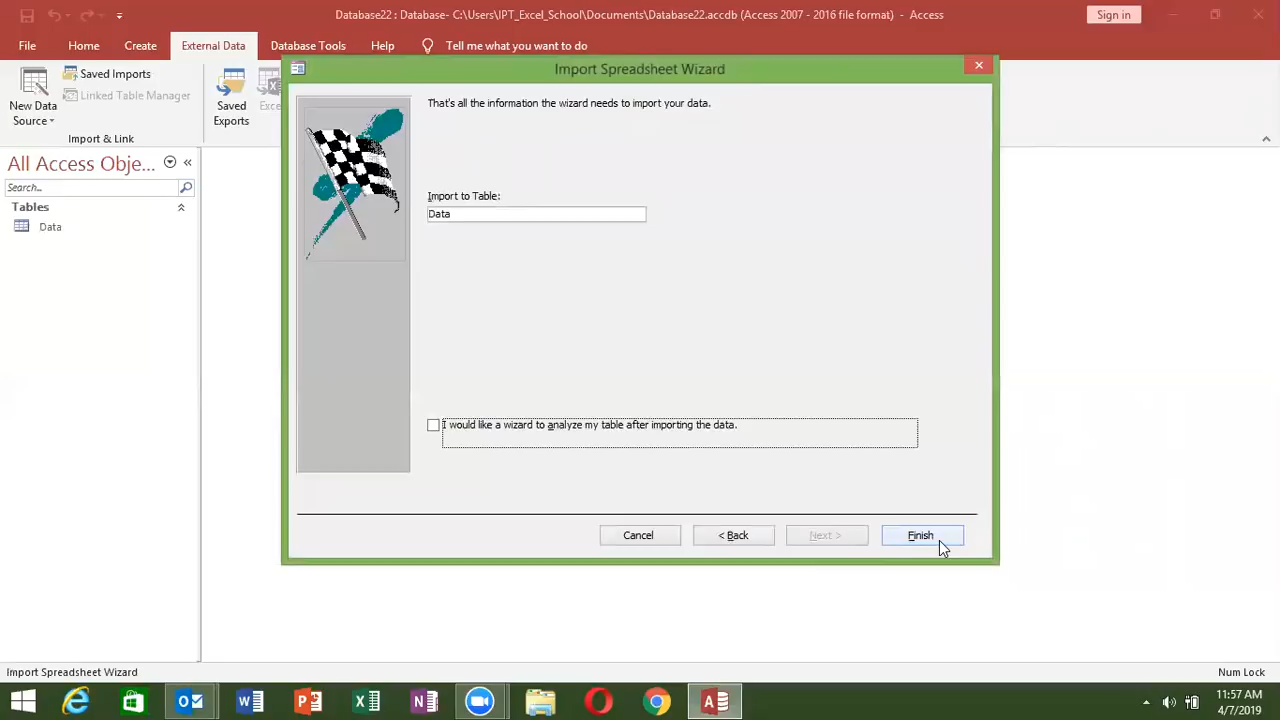 Database22 : Database- C:\Users\IPT_Excel_School\Documents\Database22.accdb (Access 2007 - 2016 file format) - Access
Sign in
File Home Create External Data Database Tools Help Tell me what you want to do
Saved Imports
Linked Table Manager
New Data Source
Saved Exports
Exce
Import & Link
Import Spreadsheet Wizard
That's all the information the wizard needs to import your data.
All Access Obje...
Search...
Tables
Data
Import to Table:
Data
I would like a wizard to analyze my table after importing the data.
Cancel < Back Next > Finish
Import Spreadsheet Wizard
Num Lock
11:57 AM
4/7/2019